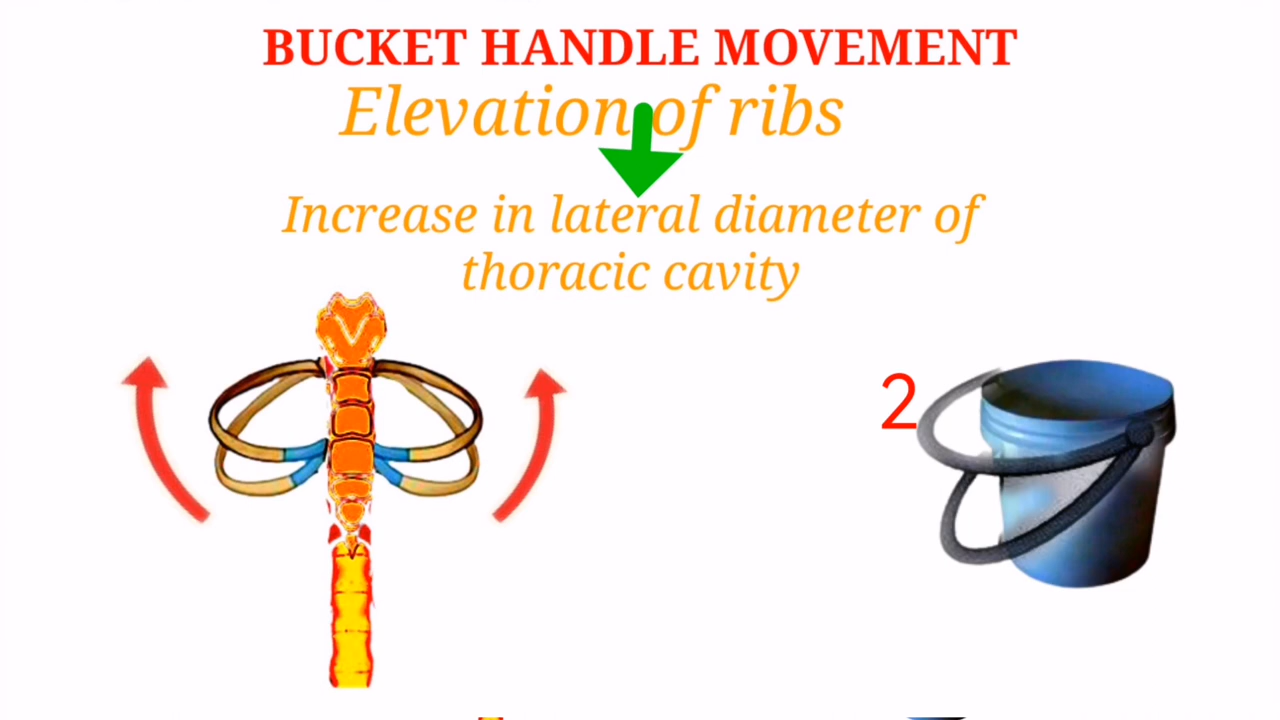 BUCKET HANDLE MOVEMENT
Elevation of ribs
Increase in lateral diameter of
thoracic cavity
2